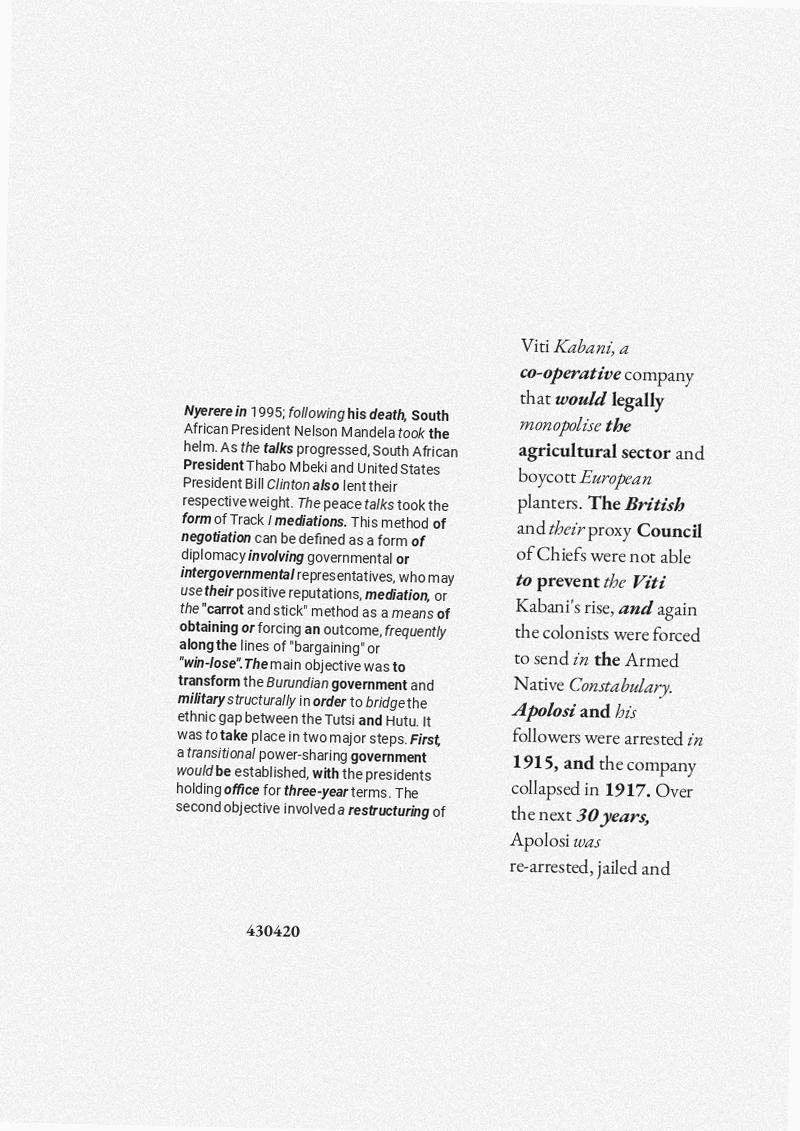 Nyerere in 1995; following his death, South
African President Nelson Mandela took the
helm. As the talks progressed, South African
President Thabo Mbeki and United States
President Bill Clinton also lent their
respective weight. The peace talks took the
form of Track I mediations. This method of
negotiation can be defined as a form of
diplomacy involving governmental or
intergovernmental representatives, who may
use their positive reputations, mediation, or
the "carrot and stick" method as a means of
obtaining or forcing an outcome, frequently
along the lines of "bargaining" or
"win-lose". The main objective was to
transform the Burundian government and
military structurally in order to bridge the
ethnic gap between the Tutsi and Hutu. It
was to take place in two major steps. First,
a transitional power-sharing government
would be established, with the presidents
holding office for three-year terms. The
second objective involved a restructuring of
Viti Kabani, a
co-operative company
that would legally
monopolise the
agricultural sector and
boycott European
planters. The British
and their proxy Council
of Chiefs were not able
to prevent the Viti
Kabani's rise, and again
the colonists were forced
to send in the Armed
Native Constabulary.
Apolosi and his
followers were arrested in
1915, and the company
collapsed in 1917. Over
the next 30 years,
Apolosi was
re-arrested, jailed and
430420